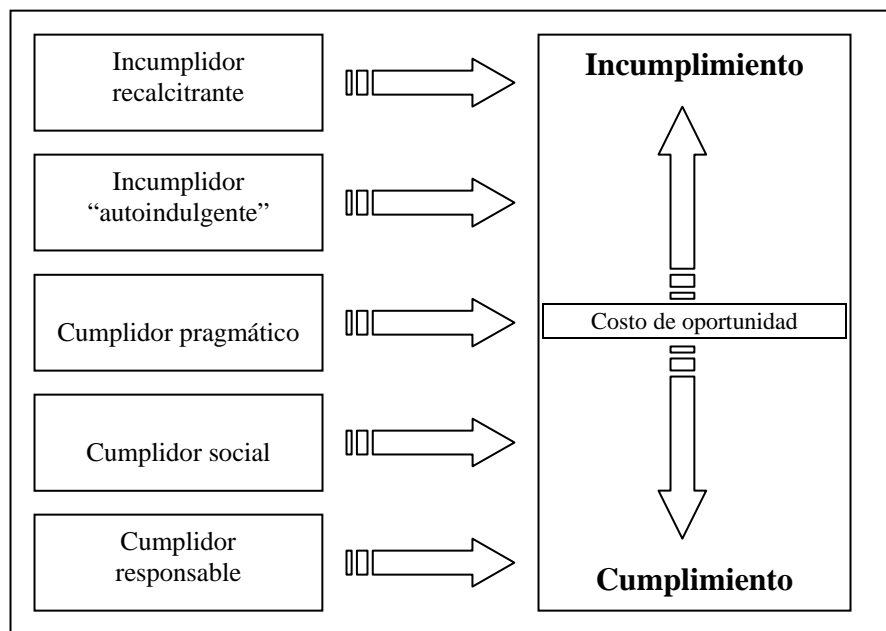 Incumplidor
recalcitrante
Incumplidor
“autoindulgente”
Cumplidor pragmático
Cumplidor social
Cumplidor
responsable
Incumplimiento
Costo de oportunidad
Cumplimiento